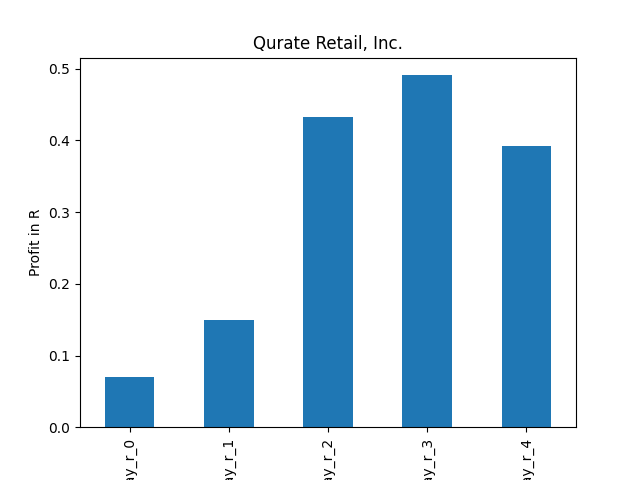 Qurate Retail, Inc.
Profit in R
0.5
0.4
0.3
0.2
0.1
0.0
ay_r_0
ay_r_1
ay_r_2
ay_r_3
ay_r_4